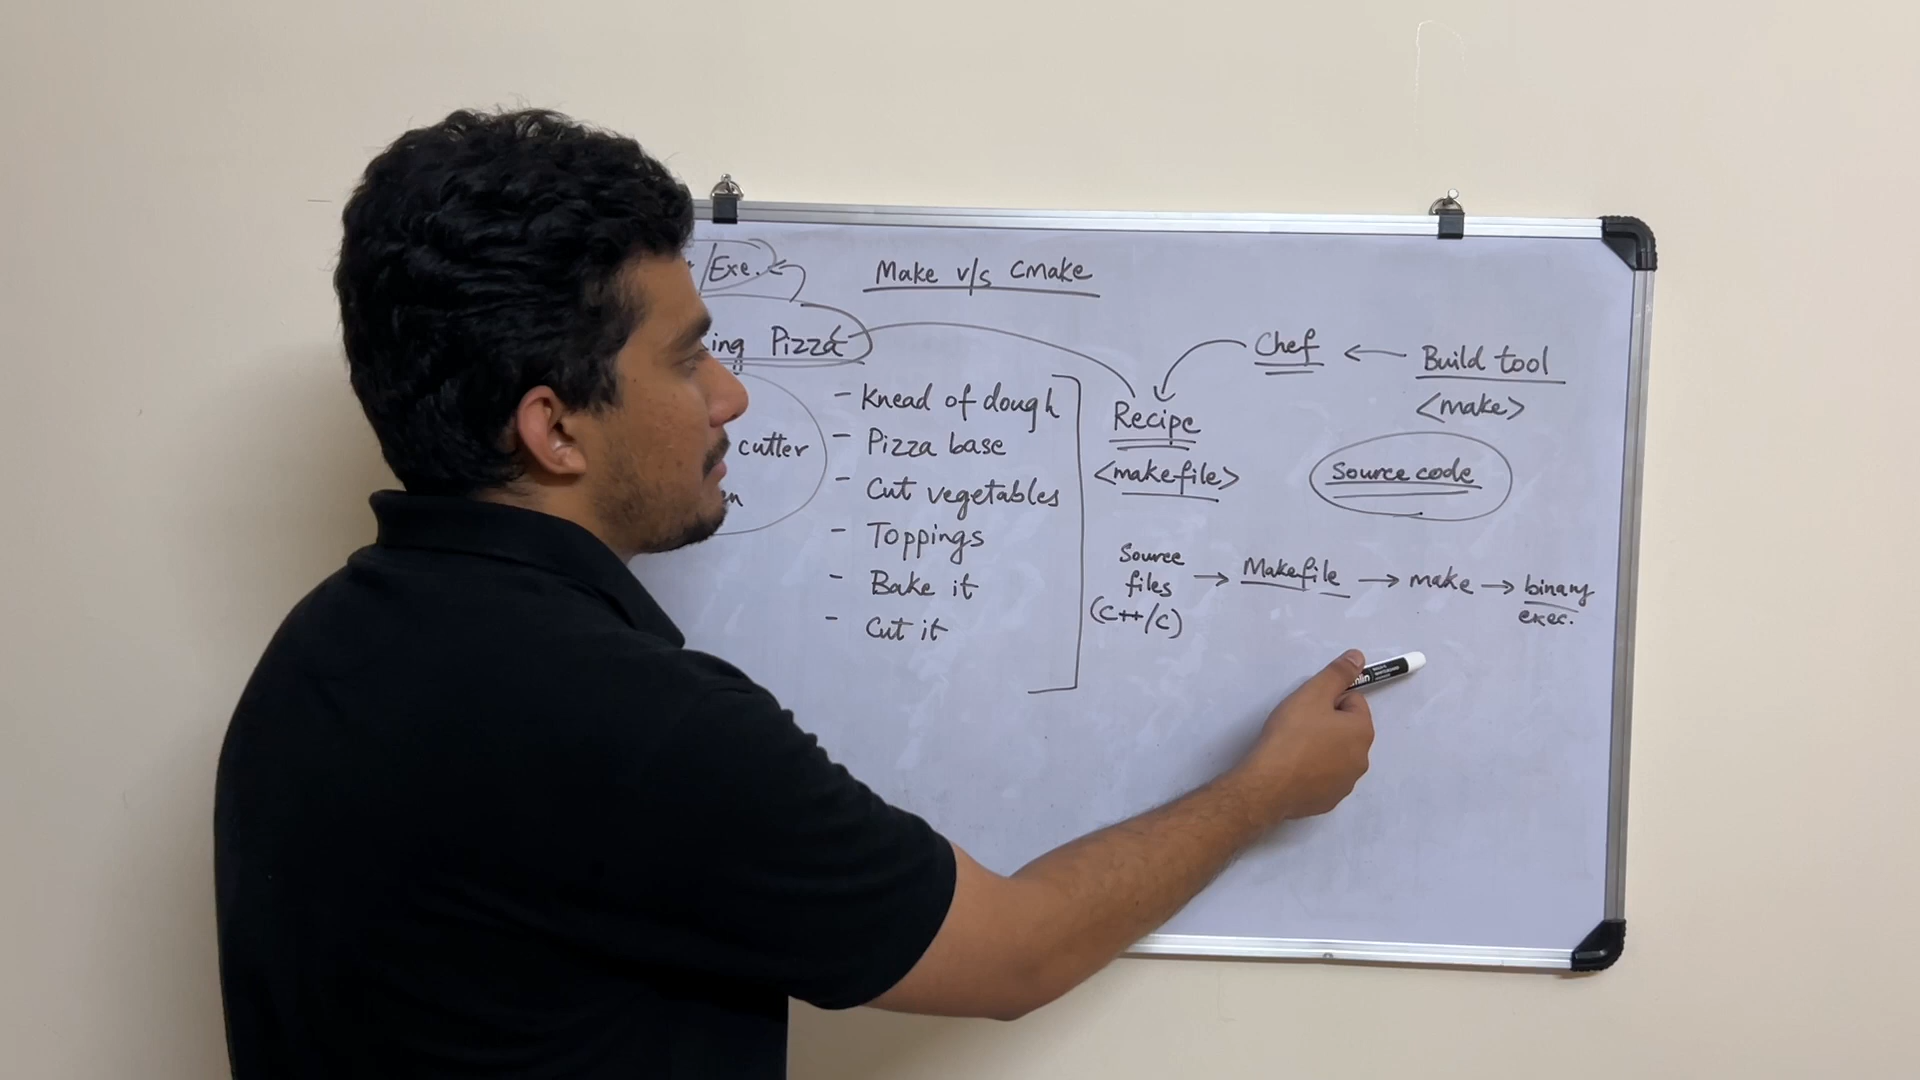 /Exe.
Make v/s Cmake
ing Pizza
cutter
en
- Knead of dough
- Pizza base
- Cut vegetables
- Toppings
- Bake it
- Cut it
Recipe
<makefile>
Chef
Build tool
<make>
Source code
Source
files
(C++/C)
→ Makefile → make → binary
exec.